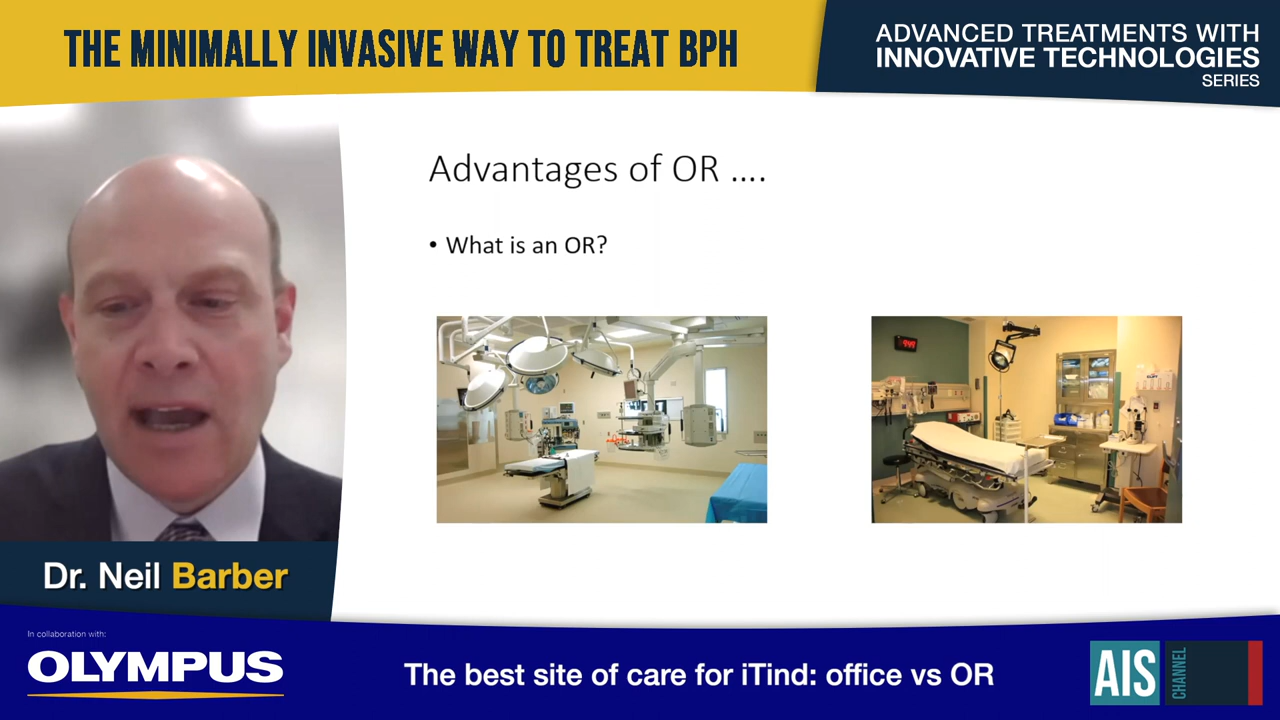 THE MINIMALLY INVASIVE WAY TO TREAT BPH
ADVANCED TREATMENTS WITH
INNOVATIVE TECHNOLOGIES
SERIES
Advantages of OR ....
• What is an OR?
Dr. Neil Barber
In collaboration with:
OLYMPUS
The best site of care for iTind: office vs OR
AIS
CHANNEL